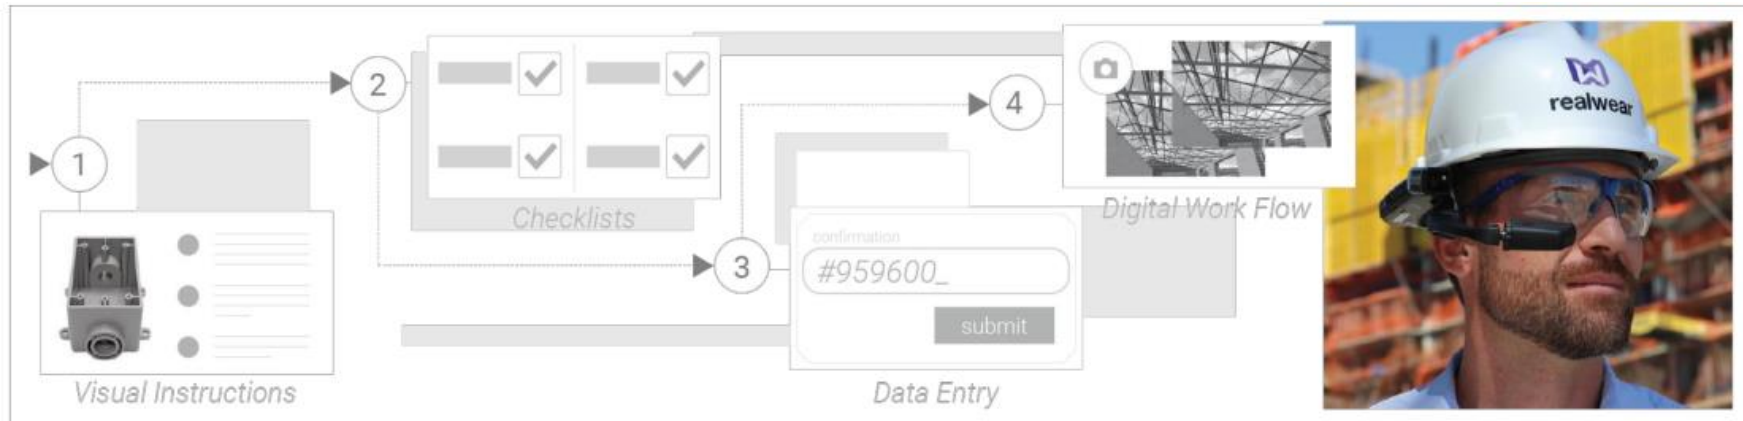 1
Visual Instructions
2
Checklists
3
confirmation
#959600_
submit
Data Entry
4
Digital Work Flow
realwear